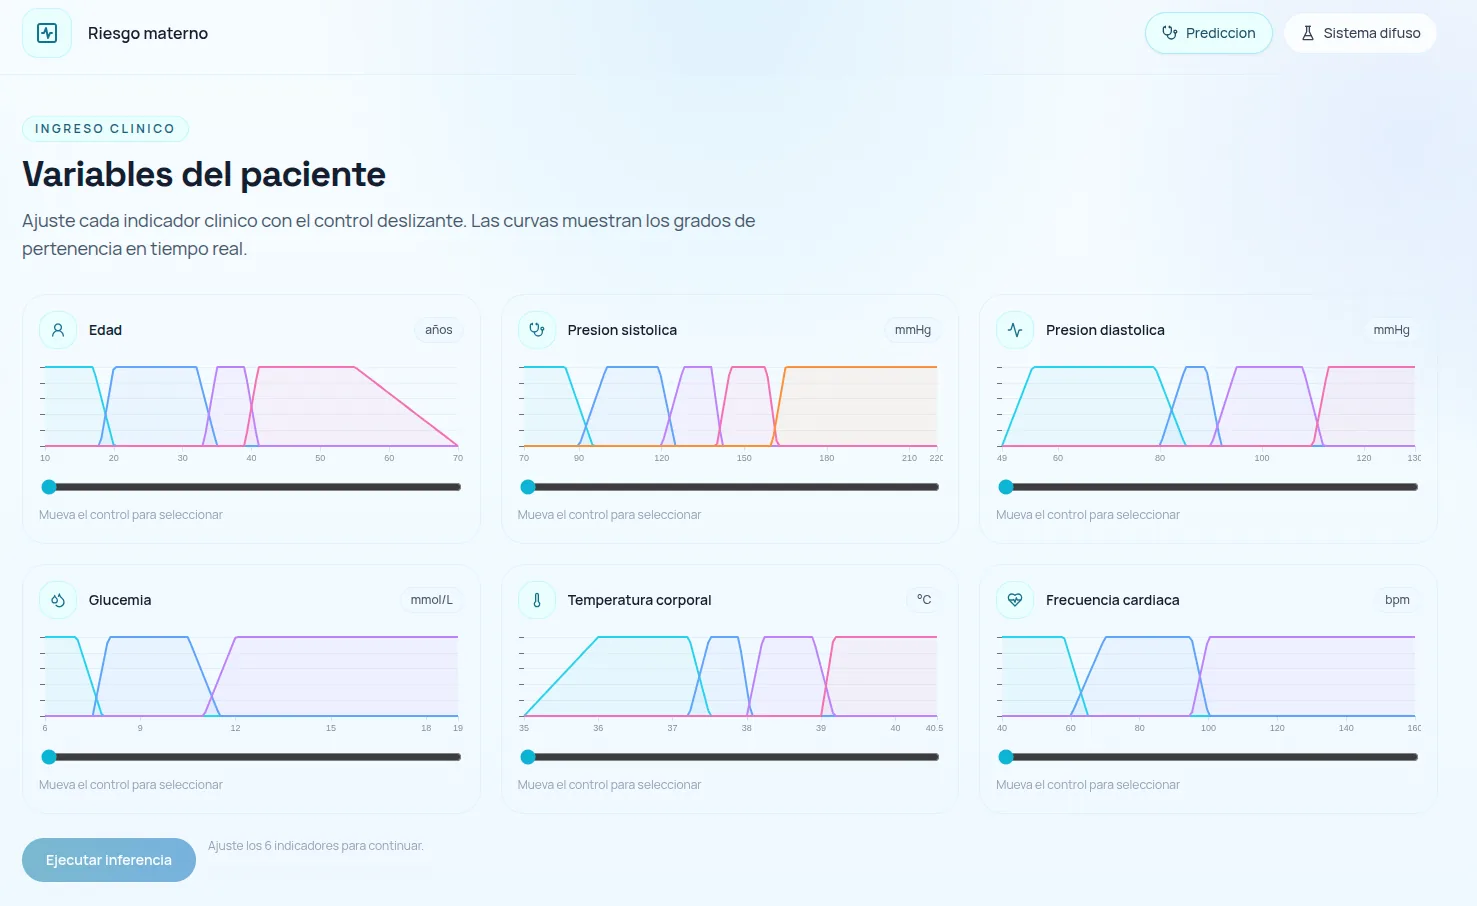 Riesgo materno
Prediccion
Sistema difuso
INGRESO CLINICO
Variables del paciente
Ajuste cada indicador clinico con el control deslizante. Las curvas muestran los grados de
pertenencia en tiempo real.
Edad
años
10 20 30 40 50 60 70
Mueva el control para seleccionar
Presion sistolica
mmHg
70 90 120 150 180 210 220
Mueva el control para seleccionar
Presion diastolica
mmHg
49 60 80 100 120 130
Mueva el control para seleccionar
Glucemia
mmol/L
6 9 12 15 18 19
Mueva el control para seleccionar
Temperatura corporal
°C
35 36 37 38 39 40 40.5
Mueva el control para seleccionar
Frecuencia cardiaca
bpm
40 60 80 100 120 140 160
Mueva el control para seleccionar
Ejecutar inferencia
Ajuste los 6 indicadores para continuar.